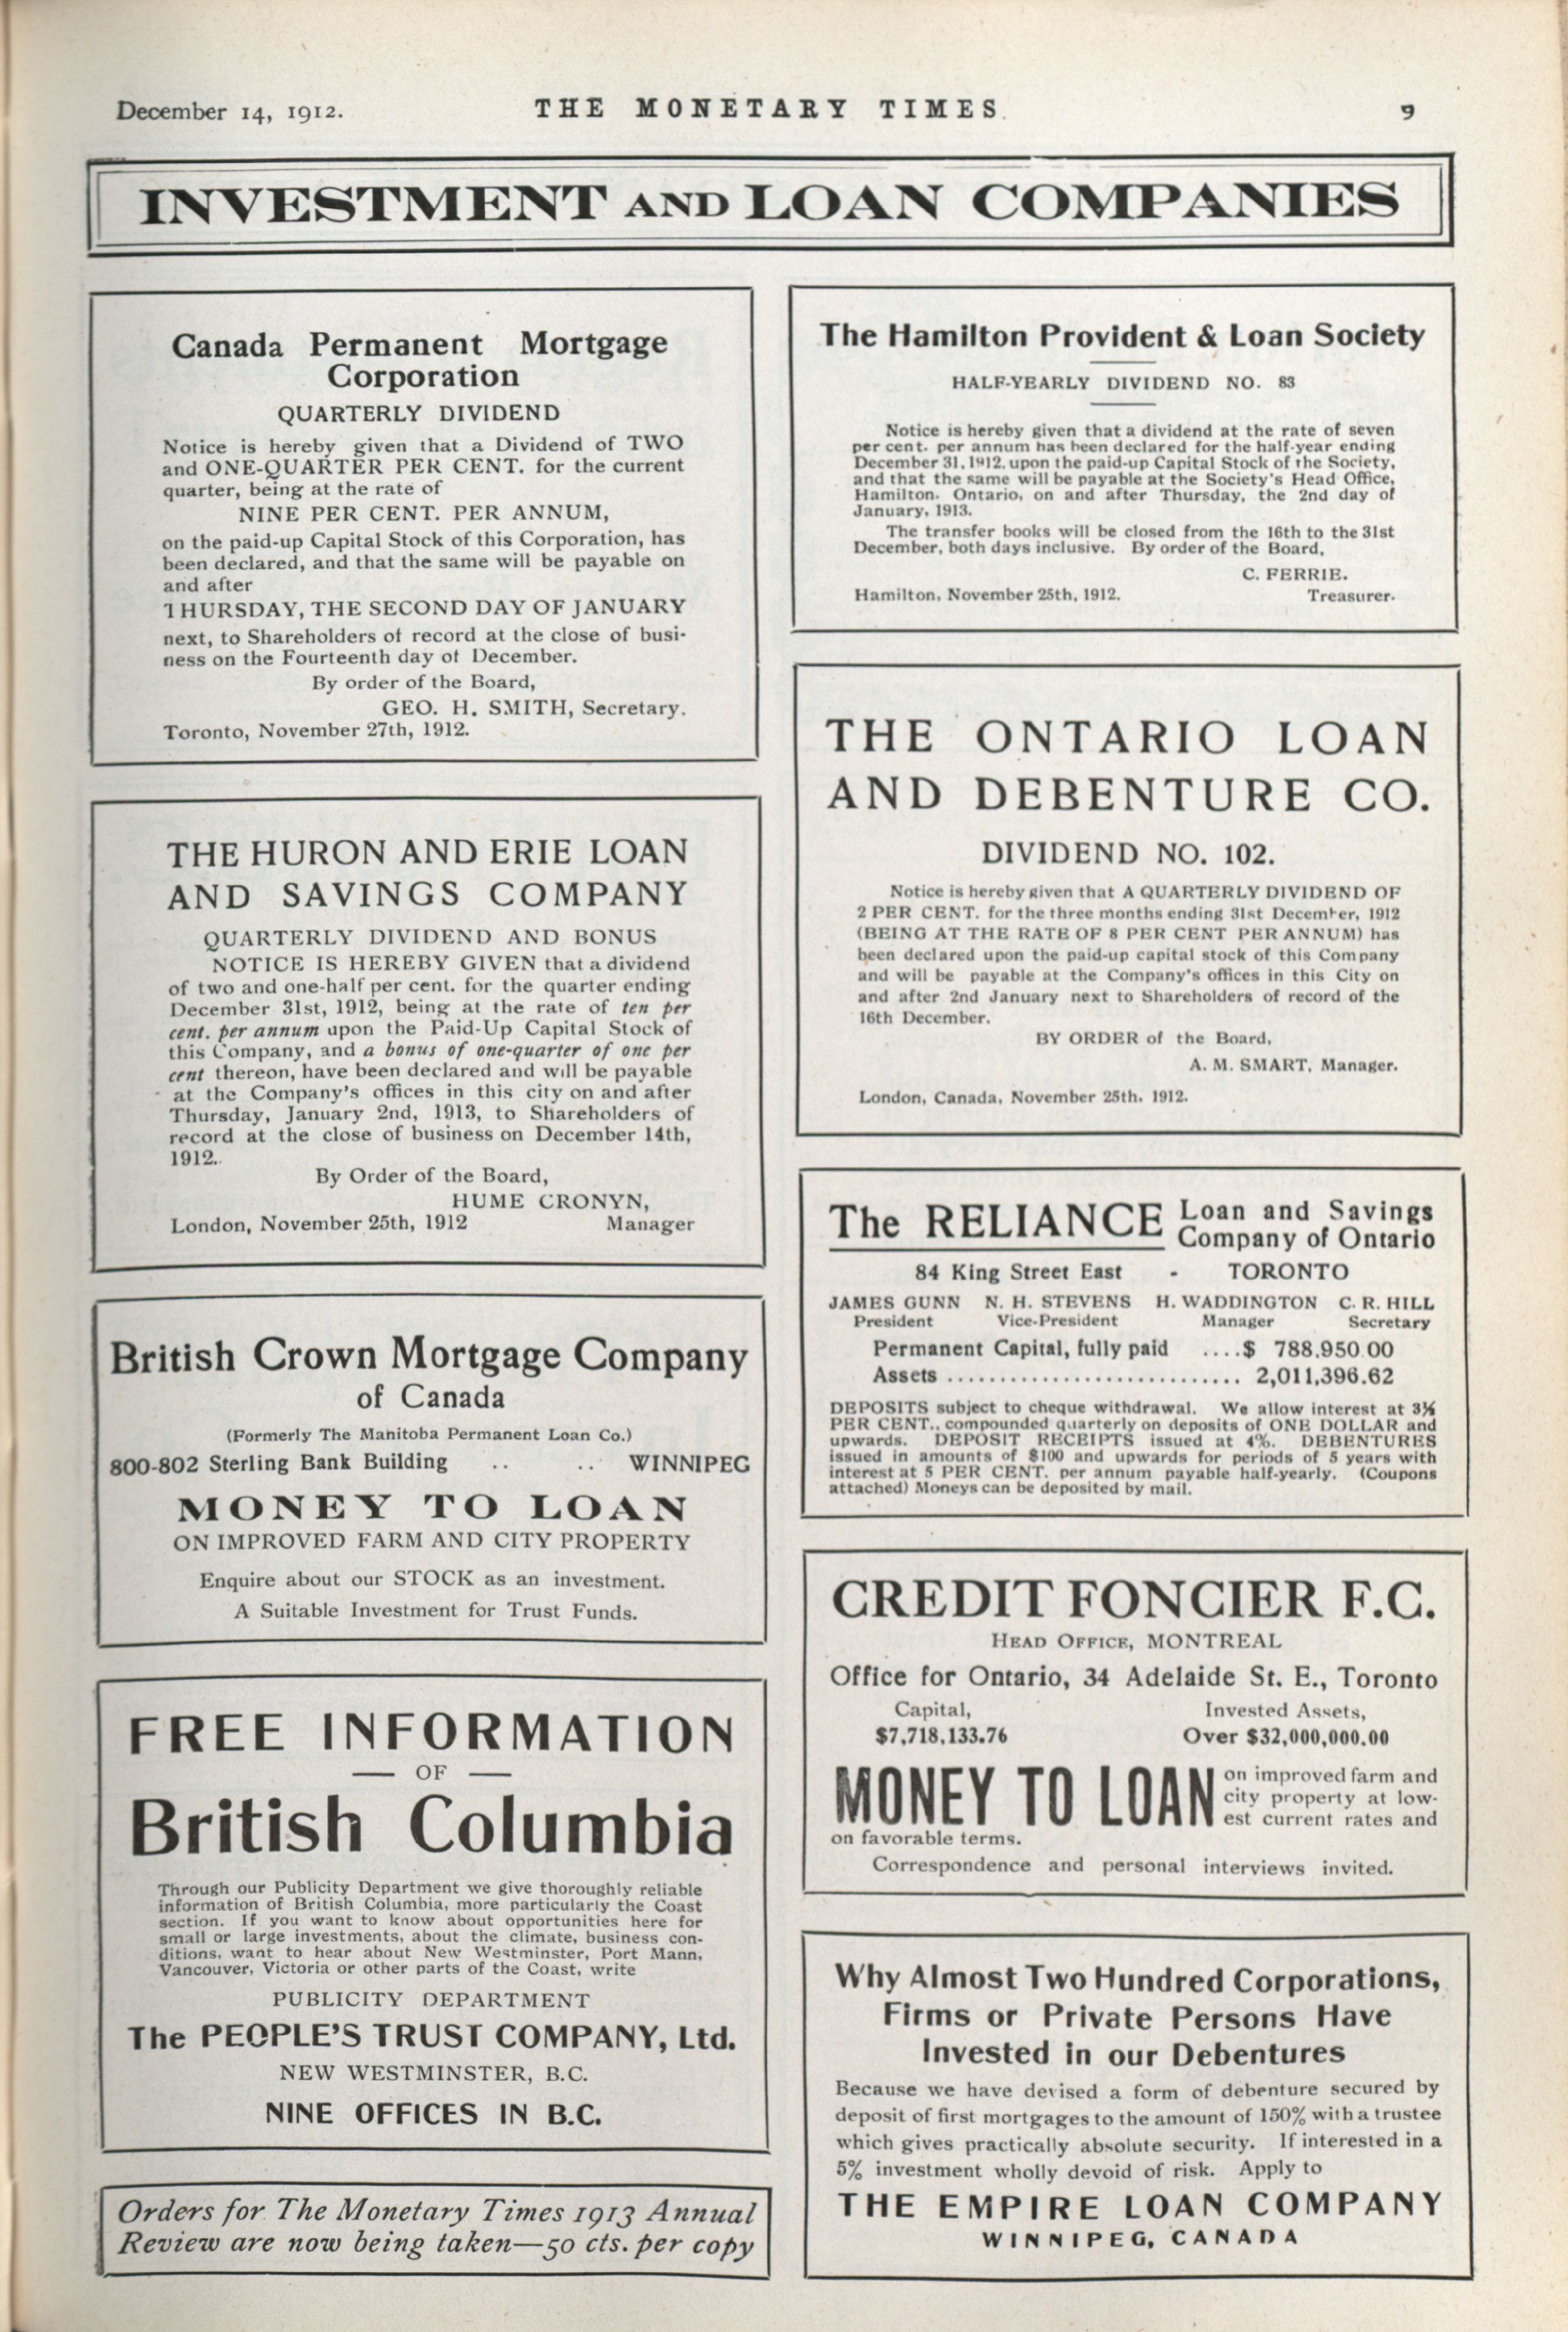 December 14, 1912.
THE MONETARY TIMES.
9
INVESTMENT AND LOAN COMPANIES
Canada Permanent Mortgage
Corporation
QUARTERLY DIVIDEND
Notice is hereby given that a Dividend of TWO
and ONE-QUARTER PER CENT. for the current
quarter, being at the rate of
NINE PER CENT. PER ANNUM,
on the paid-up Capital Stock of this Corporation, has
been declared, and that the same will be payable on
and after
THURSDAY, THE SECOND DAY OF JANUARY
next, to Shareholders of record at the close of busi-
ness on the Fourteenth day of December.
By order of the Board,
GEO. H. SMITH, Secretary.
Toronto, November 27th, 1912.
THE HURON AND ERIE LOAN
AND SAVINGS COMPANY
QUARTERLY DIVIDEND AND BONUS
NOTICE IS HEREBY GIVEN that a dividend
of two and one-half per cent. for the quarter ending
December 31st, 1912, being at the rate of ten per
cent. per annum upon the Paid-Up Capital Stock of
this Company, and a bonus of one-quarter of one per
cent thereon, have been declared and will be payable
at the Company's offices in this city on and after
Thursday, January 2nd, 1913, to Shareholders of
record at the close of business on December 14th,
1912.
By Order of the Board,
HUME CRONYN,
London, November 25th, 1912 Manager
British Crown Mortgage Company
of Canada
(Formerly The Manitoba Permanent Loan Co.)
800-802 Sterling Bank Building .. .. WINNIPEG
MONEY TO LOAN
ON IMPROVED FARM AND CITY PROPERTY
Enquire about our STOCK as an investment.
A Suitable Investment for Trust Funds.
FREE INFORMATION
— OF —
British Columbia
Through our Publicity Department we give thoroughly reliable
information of British Columbia, more particularly the Coast
section. If you want to know about opportunities here for
small or large investments, about the climate, business con-
ditions, want to hear about New Westminster, Port Mann,
Vancouver, Victoria or other parts of the Coast, write
PUBLICITY DEPARTMENT
The PEOPLE'S TRUST COMPANY, Ltd.
NEW WESTMINSTER, B.C.
NINE OFFICES IN B.C.
Orders for The Monetary Times 1913 Annual
Review are now being taken—50 cts. per copy
The Hamilton Provident & Loan Society
HALF-YEARLY DIVIDEND NO. 83
Notice is hereby given that a dividend at the rate of seven
per cent. per annum has been declared for the half-year ending
December 31, 1912, upon the paid-up Capital Stock of the Society,
and that the same will be payable at the Society's Head Office,
Hamilton, Ontario, on and after Thursday, the 2nd day of
January, 1913.
The transfer books will be closed from the 16th to the 31st
December, both days inclusive. By order of the Board,
C. FERRIE.
Hamilton, November 25th, 1912. Treasurer.
THE ONTARIO LOAN
AND DEBENTURE CO.
DIVIDEND NO. 102.
Notice is hereby given that A QUARTERLY DIVIDEND OF
2 PER CENT. for the three months ending 31st December, 1912
(BEING AT THE RATE OF 8 PER CENT PER ANNUM) has
been declared upon the paid-up capital stock of this Company
and will be payable at the Company's offices in this City on
and after 2nd January next to Shareholders of record of the
16th December.
BY ORDER of the Board,
A. M. SMART, Manager.
London, Canada, November 25th, 1912.
The RELIANCE Loan and Savings
Company of Ontario
84 King Street East - TORONTO
JAMES GUNN N. H. STEVENS H. WADDINGTON C. R. HILL
President Vice-President Manager Secretary
Permanent Capital, fully paid ....$ 788,950.00
Assets ............................ 2,011,396.62
DEPOSITS subject to cheque withdrawal. We allow interest at 3½
PER CENT., compounded quarterly on deposits of ONE DOLLAR and
upwards. DEPOSIT RECEIPTS issued at 4%. DEBENTURES
issued in amounts of $100 and upwards for periods of 5 years with
interest at 5 PER CENT. per annum payable half-yearly. (Coupons
attached) Moneys can be deposited by mail.
CREDIT FONCIER F.C.
HEAD OFFICE, MONTREAL
Office for Ontario, 34 Adelaide St. E., Toronto
Capital, Invested Assets,
$7,718,133.76 Over $32,000,000.00
MONEY TO LOAN on improved farm and
city property at low-
est current rates and
on favorable terms.
Correspondence and personal interviews invited.
Why Almost Two Hundred Corporations,
Firms or Private Persons Have
Invested in our Debentures
Because we have devised a form of debenture secured by
deposit of first mortgages to the amount of 150% with a trustee
which gives practically absolute security. If interested in a
5% investment wholly devoid of risk. Apply to
THE EMPIRE LOAN COMPANY
WINNIPEG, CANADA